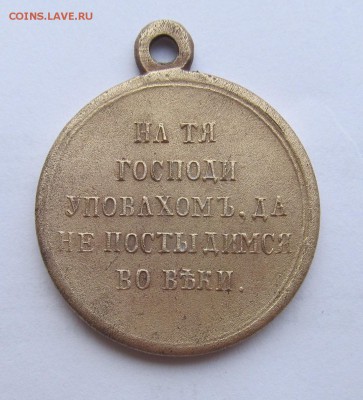 COINS.LAVE.RU
НА ТЯ
ГОСПОДИ
УПОВАХОМЪ, ДА
НЕ ПОСТЫДИМСЯ
ВО ВѢКИ.